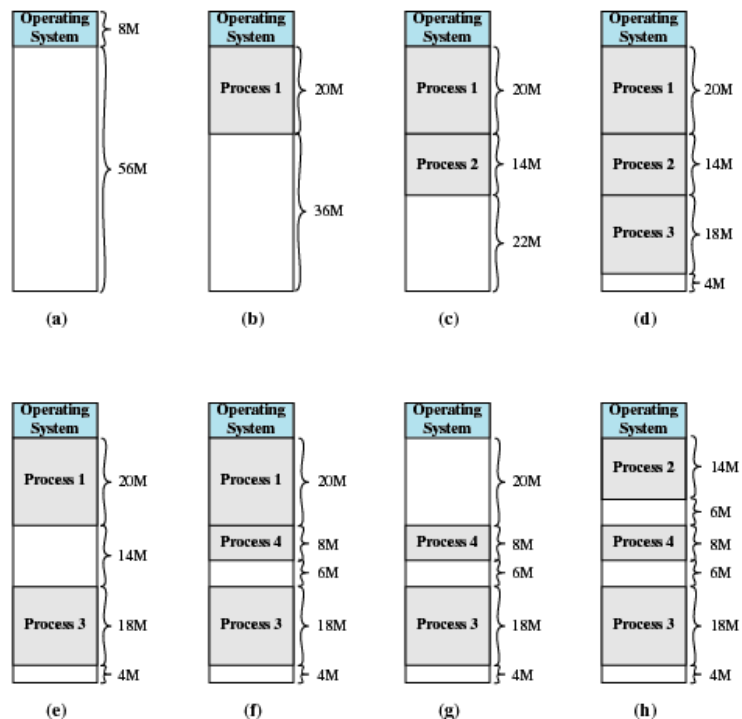 Operating
System
8M
56M
(a)
Operating
System
Process 1
20M
36M
(b)
Operating
System
Process 1
20M
Process 2
14M
22M
(c)
Operating
System
Process 1
20M
Process 2
14M
Process 3
18M
4M
(d)
Operating
System
Process 1
20M
14M
Process 3
18M
4M
(e)
Operating
System
Process 1
20M
Process 4
8M
6M
Process 3
18M
4M
(f)
Operating
System
20M
Process 4
8M
6M
Process 3
18M
4M
(g)
Operating
System
Process 2
14M
6M
Process 4
8M
6M
Process 3
18M
4M
(h)